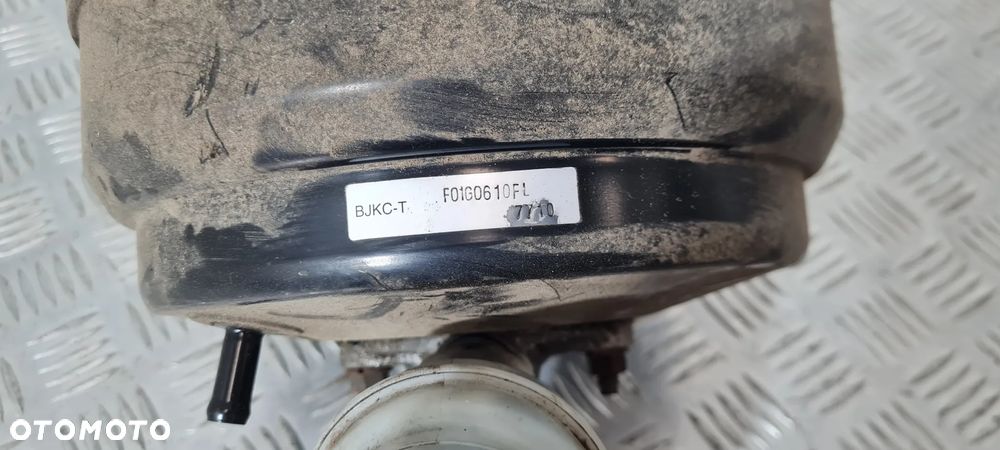 F01G0610FL
BJKC-T
7710
OTOMOTO